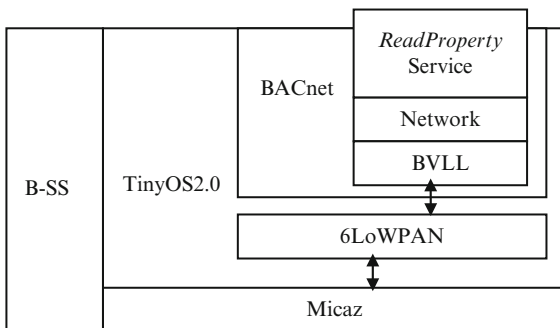 ReadProperty
Service
BACnet
Network
BVLL
B-SS
TinyOS2.0
6LoWPAN
Micaz